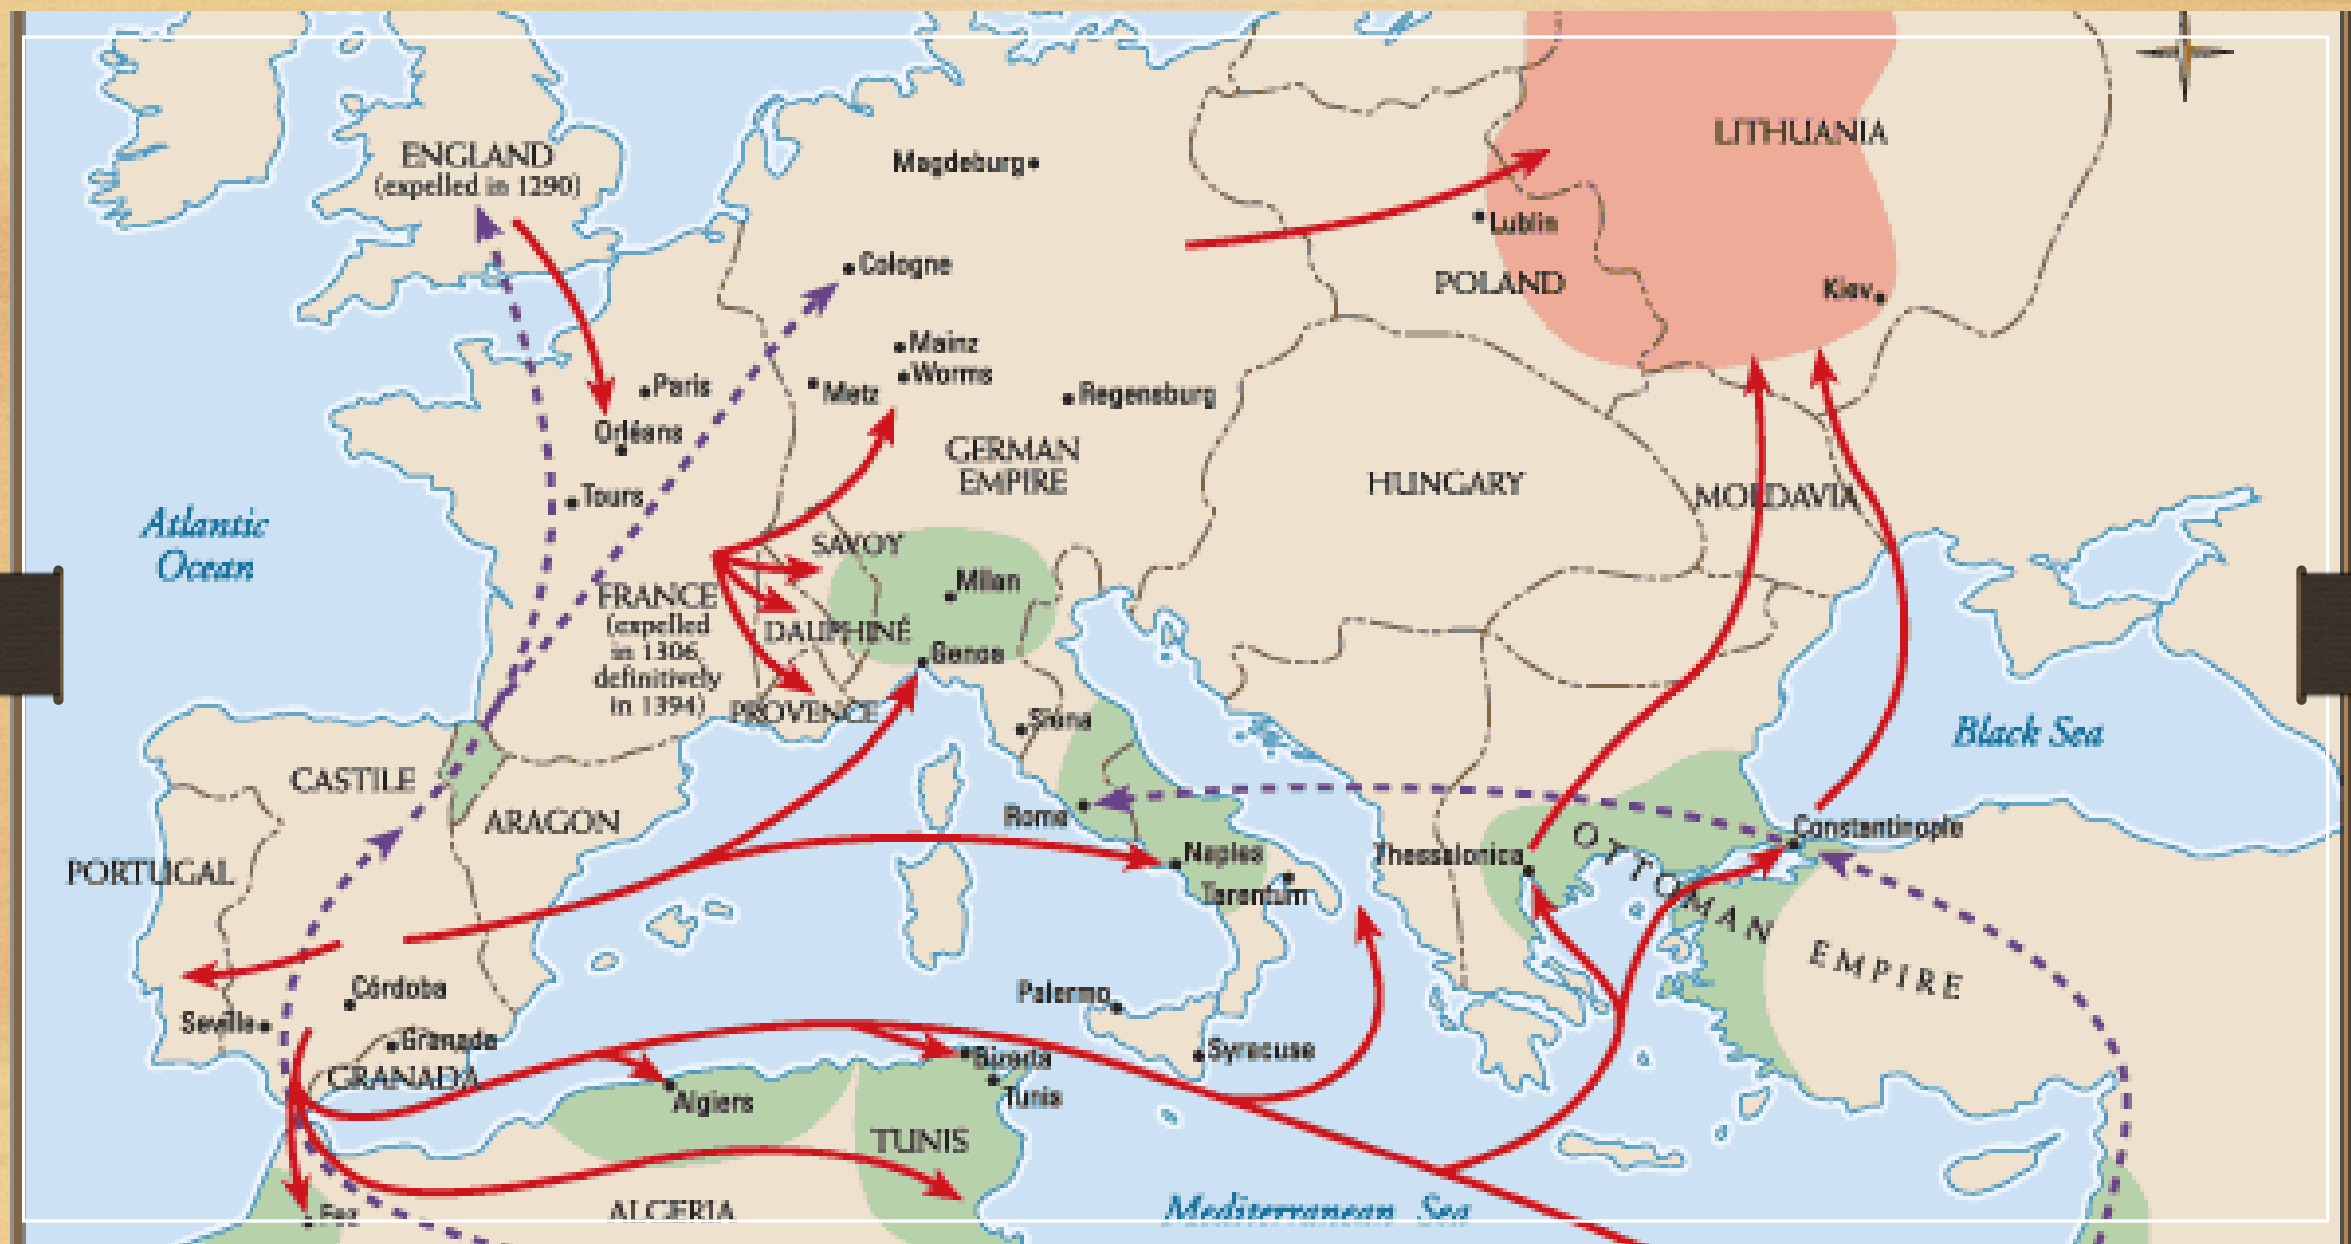 LITHUANIA
ENGLAND
(expelled in 1290)
Magdeburg
Lublin
Cologne
POLAND
Kiev
Mainz
Worms
Paris
Metz
Regensburg
Orléans
GERMAN
EMPIRE
HUNGARY
Tours
MOLDAVIA
Atlantic
Ocean
SAVOY
Milan
FRANCE
(expelled
in 1306,
definitively
in 1394)
DAUPHINÉ
Genoa
PROVENCE
Black Sea
CASTILE
ARAGON
Rome
Constantinople
PORTUGAL
Naples
Thessalonica
OTTOMAN EMPIRE
Tarentum
Córdoba
Palermo
Seville
Granada
GRANADA
Syracuse
Algiers
Tunis
TUNIS
Fez
ALGERIA
Mediterranean Sea